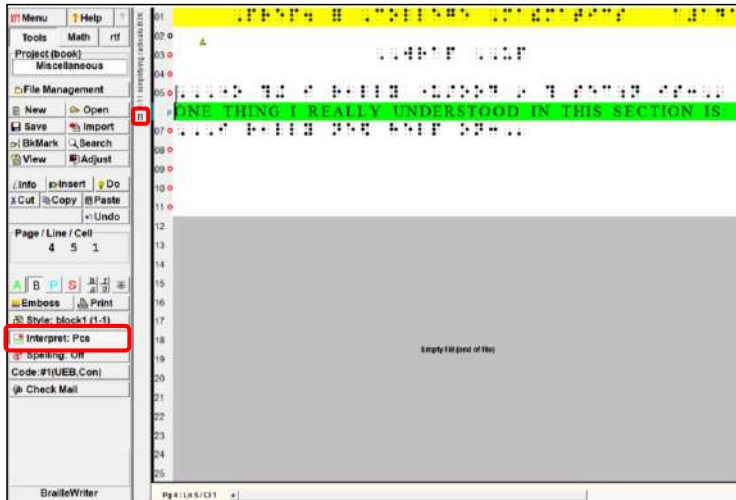 Menu
? Help
?
Tools
Math
rtf
Project (book)
Miscellaneous
File Management
New
Open
Save
Import
BkMark
Search
View
Adjust
Info
Insert
Do
Cut
Copy
Paste
Undo
Page / Line / Cell
4 5 1
A B P S
Emboss
Print
Style: block1 (1-1)
Interpret: Pcs
Spelling: Off
Code:#1(UEB,Con)
Check Mail
BrailleWriter
n
01
02
03
04
05
ONE THING I REALLY UNDERSTOOD IN THIS SECTION IS
07
08
09
10
11
12
13
14
15
16
17
18
Empty Fill (end of file)
19
20
21
22
23
24
25
Pg 4 / Ln 5 / Cl 1